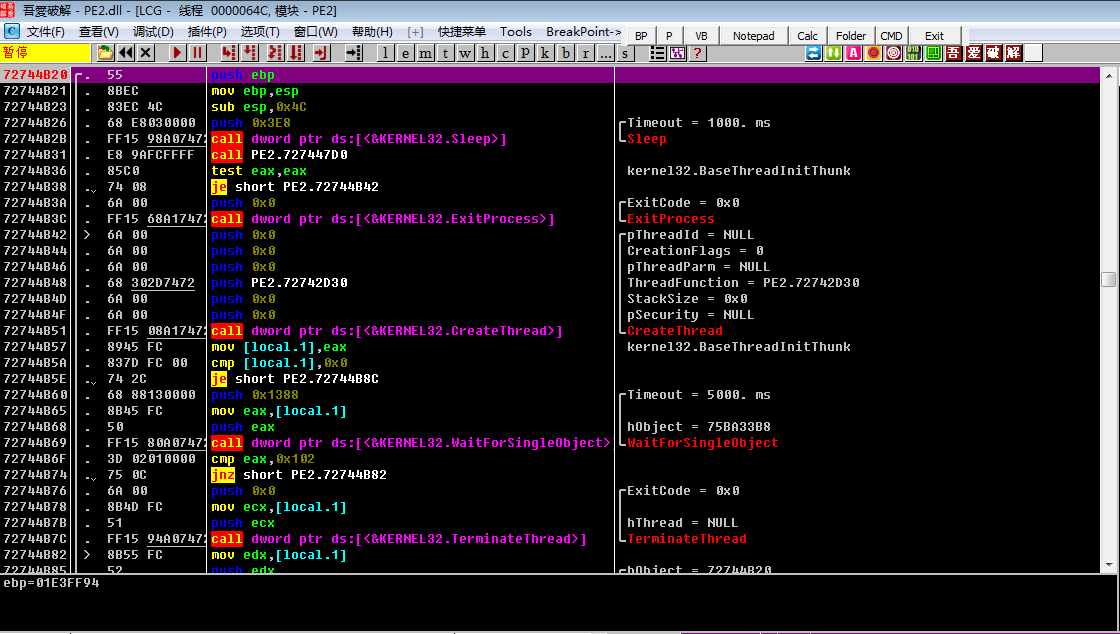 吾愛破解 - PE2.dll - [LCG - 线程 0000064C, 模块 - PE2]
文件(F) 查看(V) 调试(D) 插件(P) 选项(T) 窗口(W) 帮助(H) [+] 快捷菜单 Tools BreakPoint-> BP P VB Notepad Calc Folder CMD Exit
暂停 l e m t w h c p k b r ... s ? A 吾 爱 破 解
72744B20 . 55 push ebp
72744B21 . 8BEC mov ebp,esp
72744B23 . 83EC 4C sub esp,0x4C
72744B26 . 68 E8030000 push 0x3E8 Timeout = 1000. ms
72744B2B . FF15 98A07472 call dword ptr ds:[<&KERNEL32.Sleep>] Sleep
72744B31 . E8 9AFCFFFF call PE2.727447D0
72744B36 . 85C0 test eax,eax kernel32.BaseThreadInitThunk
72744B38 . 74 08 je short PE2.72744B42
72744B3A . 6A 00 push 0x0 ExitCode = 0x0
72744B3C . FF15 68A17472 call dword ptr ds:[<&KERNEL32.ExitProcess>] ExitProcess
72744B42 > 6A 00 push 0x0 pThreadId = NULL
72744B44 . 6A 00 push 0x0 CreationFlags = 0
72744B46 . 6A 00 push 0x0 pThreadParm = NULL
72744B48 . 68 302D7472 push PE2.72742D30 ThreadFunction = PE2.72742D30
72744B4D . 6A 00 push 0x0 StackSize = 0x0
72744B4F . 6A 00 push 0x0 pSecurity = NULL
72744B51 . FF15 08A17472 call dword ptr ds:[<&KERNEL32.CreateThread>] CreateThread
72744B57 . 8945 FC mov [local.1],eax kernel32.BaseThreadInitThunk
72744B5A . 837D FC 00 cmp [local.1],0x0
72744B5E . 74 2C je short PE2.72744B8C
72744B60 . 68 88130000 push 0x1388 Timeout = 5000. ms
72744B65 . 8B45 FC mov eax,[local.1]
72744B68 . 50 push eax hObject = 75BA33B8
72744B69 . FF15 80A07472 call dword ptr ds:[<&KERNEL32.WaitForSingleObject> WaitForSingleObject
72744B6F . 3D 02010000 cmp eax,0x102
72744B74 . 75 0C jnz short PE2.72744B82
72744B76 . 6A 00 push 0x0 ExitCode = 0x0
72744B78 . 8B4D FC mov ecx,[local.1]
72744B7B . 51 push ecx hThread = NULL
72744B7C . FF15 94A07472 call dword ptr ds:[<&KERNEL32.TerminateThread>] TerminateThread
72744B82 > 8B55 FC mov edx,[local.1]
72744B85 . 52 push edx hObject = 72744B20
ebp=01E3FF94